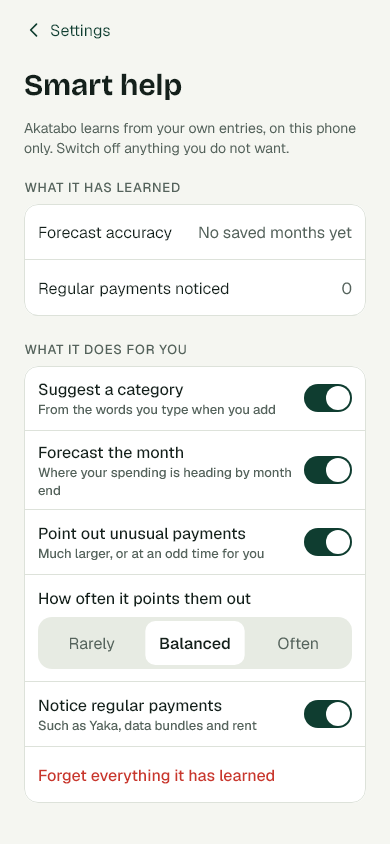 Settings
Smart help
Akatabo learns from your own entries, on this phone
only. Switch off anything you do not want.
WHAT IT HAS LEARNED
Forecast accuracy No saved months yet
Regular payments noticed 0
WHAT IT DOES FOR YOU
Suggest a category
From the words you type when you add
Forecast the month
Where your spending is heading by month
end
Point out unusual payments
Much larger, or at an odd time for you
How often it points them out
Rarely Balanced Often
Notice regular payments
Such as Yaka, data bundles and rent
Forget everything it has learned